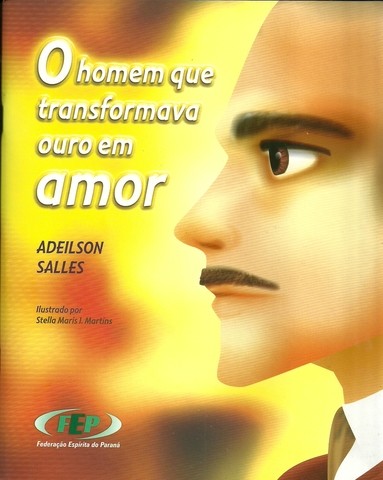 O homem que
transformava
ouro em
amor
ADEILSON
SALLES
Ilustrado por
Stella Maris I. Martins
FEP
Federação Espírita do Paraná